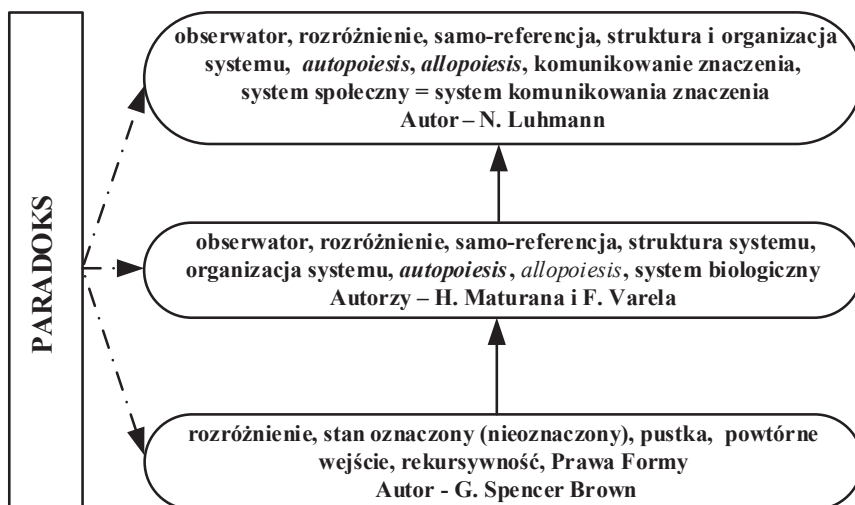 PARADOKS
obserwator, rozróżnienie, samo-referencja, struktura i organizacja
systemu, autopoiesis, allopoiesis, komunikowanie znaczenia,
system społeczny = system komunikowania znaczenia
Autor – N. Luhmann
obserwator, rozróżnienie, samo-referencja, struktura systemu,
organizacja systemu, autopoiesis, allopoiesis, system biologiczny
Autorzy – H. Maturana i F. Varela
rozróżnienie, stan oznaczony (nieoznaczony), pustka, powtórne
wejście, rekursywność, Prawa Formy
Autor - G. Spencer Brown